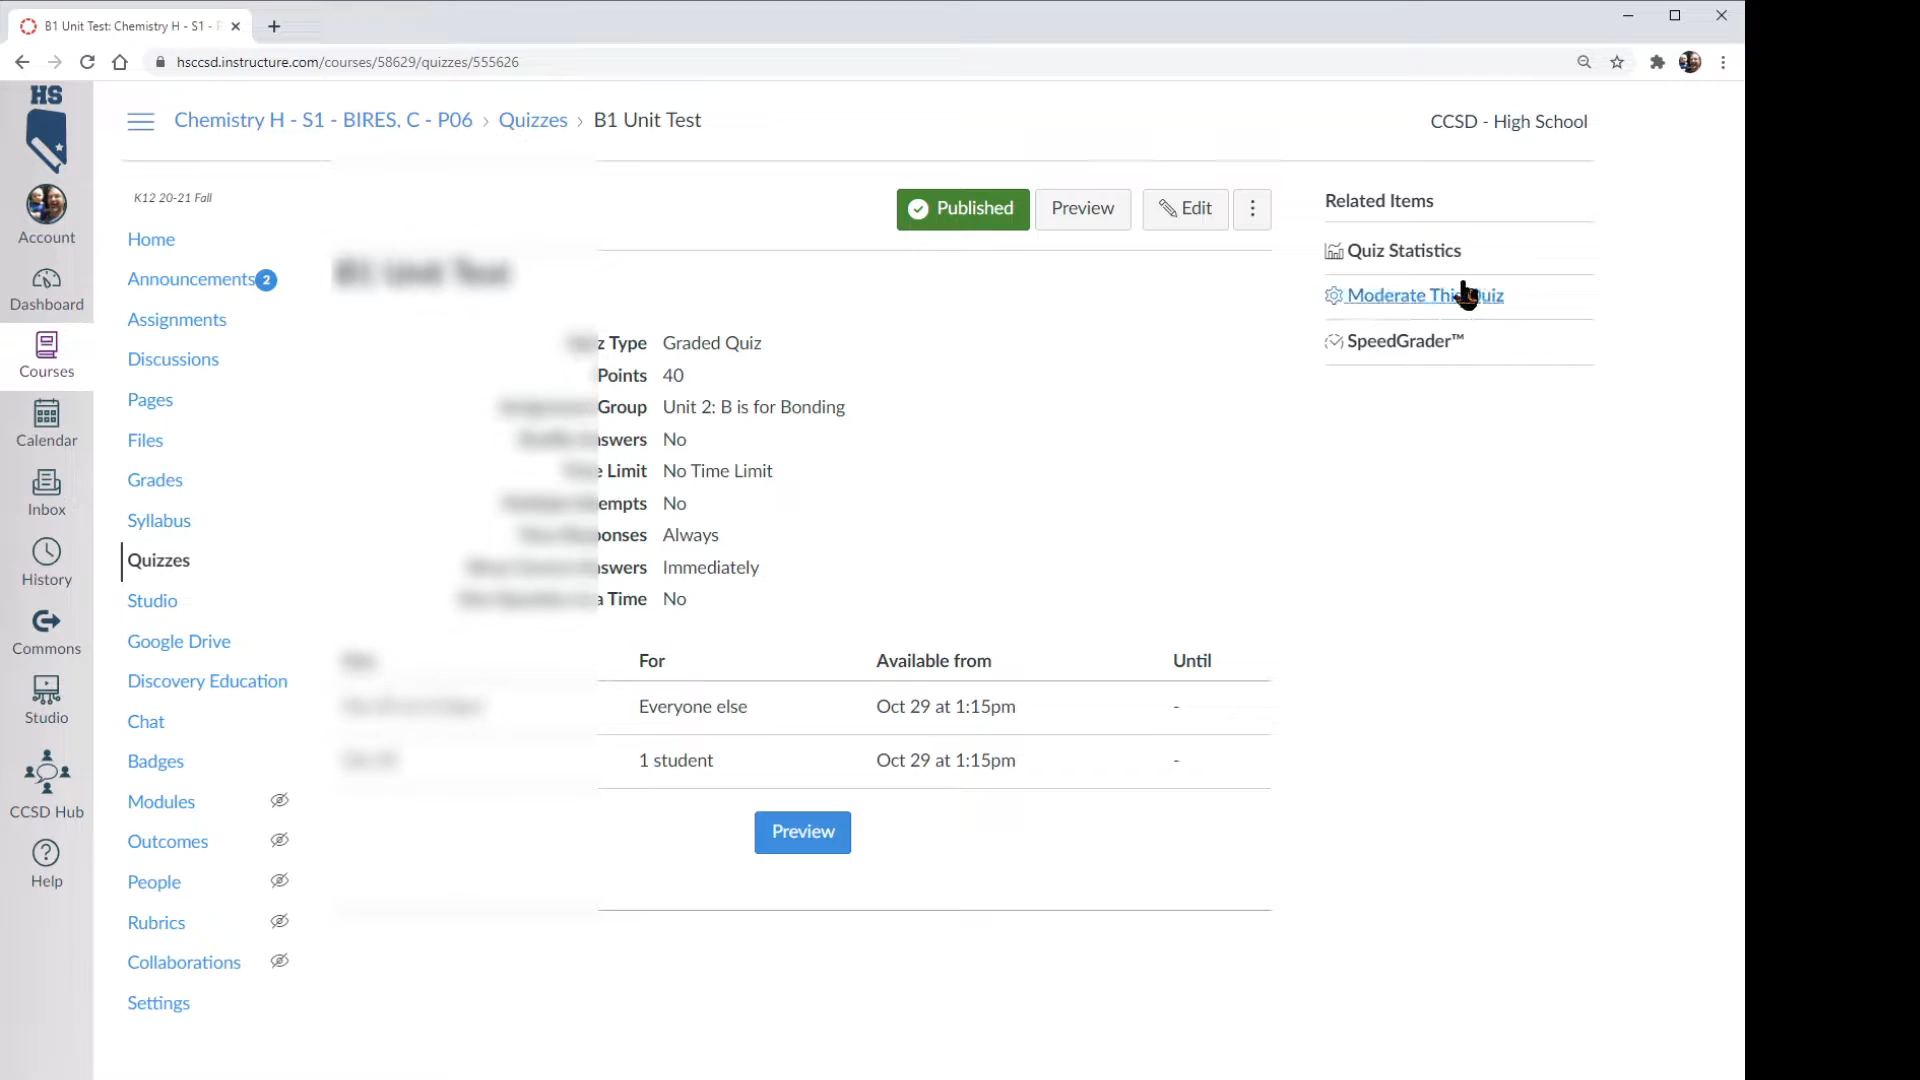 B1 Unit Test: Chemistry H - S1 - P
hsccsd.instructure.com/courses/58629/quizzes/555626
HS
Account
Dashboard
Courses
Calendar
Inbox
History
Commons
Studio
CCSD Hub
Help
Chemistry H - S1 - BIRES, C - P06 › Quizzes › B1 Unit Test
CCSD - High School
K12 20-21 Fall
Home
Announcements 2
Assignments
Discussions
Pages
Files
Grades
Syllabus
Quizzes
Studio
Google Drive
Discovery Education
Chat
Badges
Modules
Outcomes
People
Rubrics
Collaborations
Settings
Published Preview Edit
B1 Unit Test
z Type Graded Quiz
Points 40
Group Unit 2: B is for Bonding
swers No
e Limit No Time Limit
empts No
onses Always
swers Immediately
a Time No
For Available from Until
Everyone else Oct 29 at 1:15pm -
1 student Oct 29 at 1:15pm -
Preview
Related Items
Quiz Statistics
Moderate This Quiz
SpeedGrader™